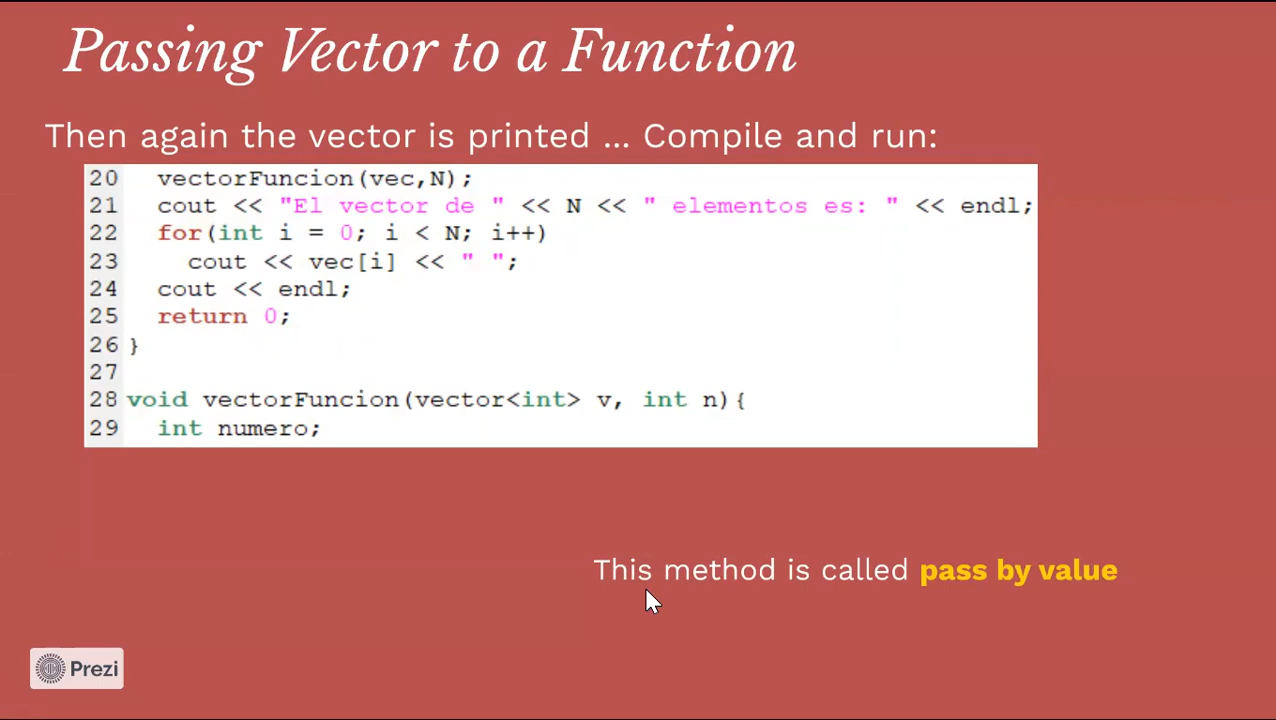 Passing Vector to a Function
Then again the vector is printed ... Compile and run:
20 vectorFuncion(vec,N);
21 cout << "El vector de " << N << " elementos es: " << endl;
22 for(int i = 0; i < N; i++)
23 cout << vec[i] << " ";
24 cout << endl;
25 return 0;
26 }
27
28 void vectorFuncion(vector<int> v, int n){
29 int numero;
This method is called pass by value
Prezi